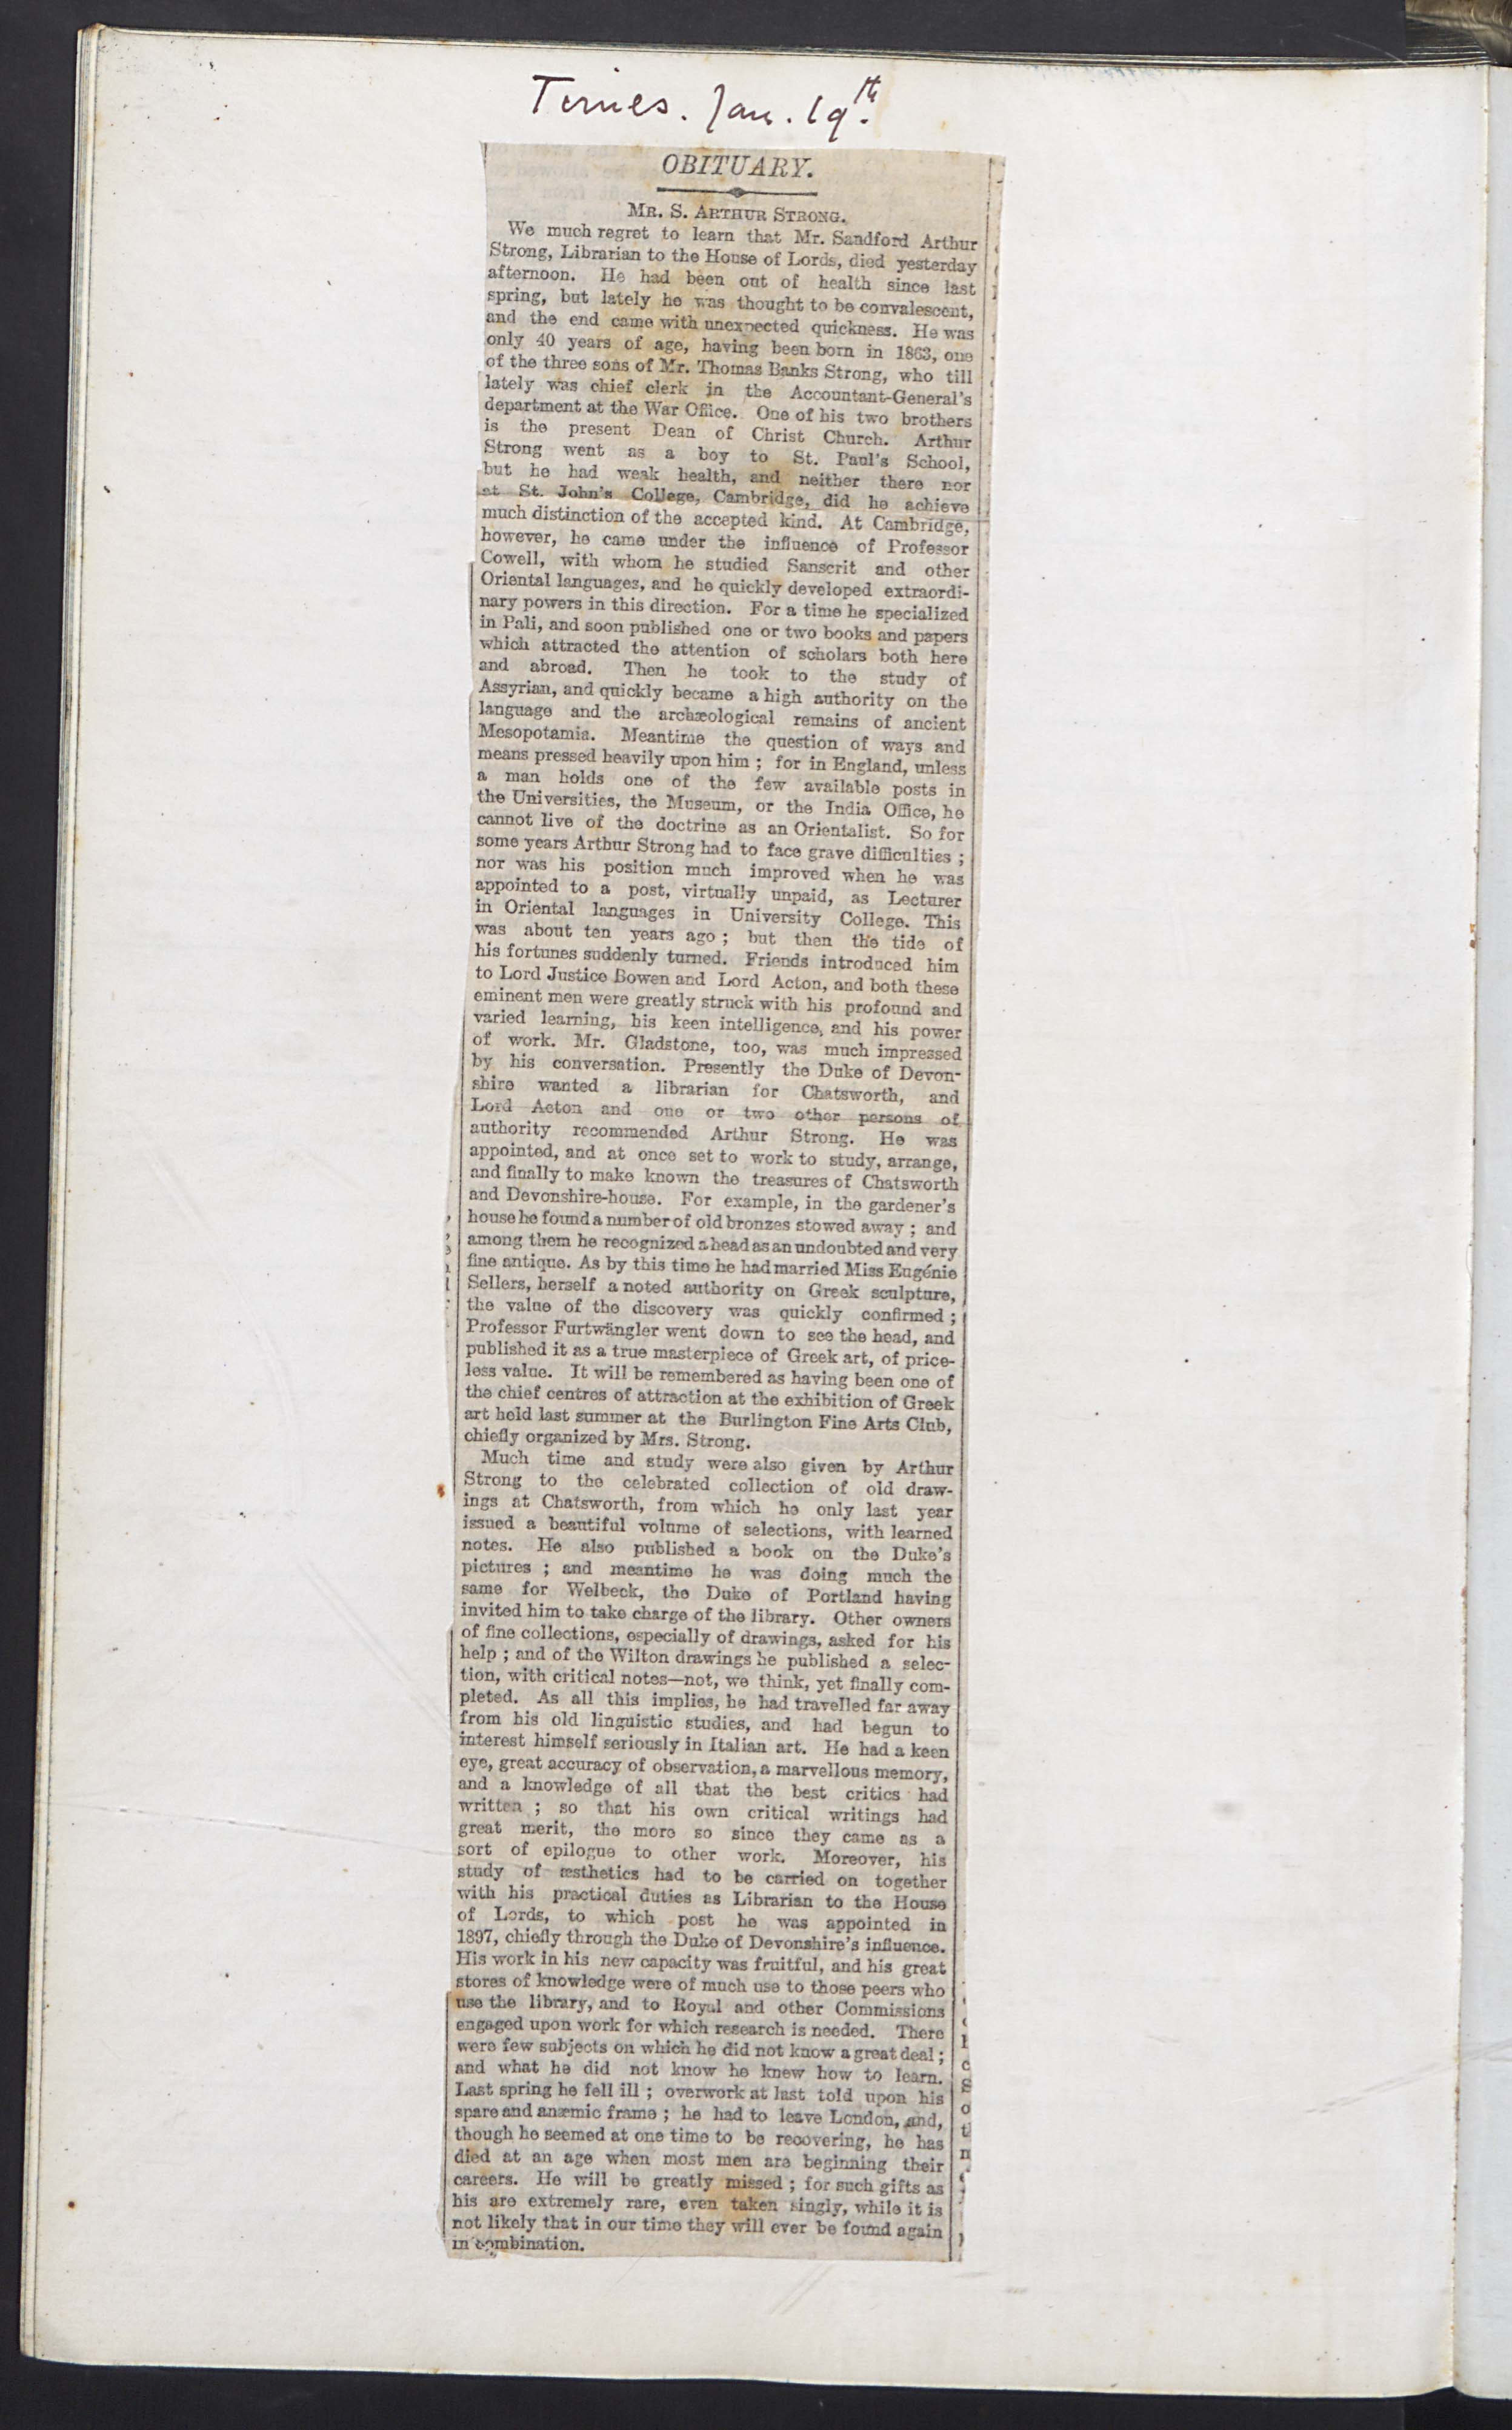 Times. Jan. 19th.
OBITUARY.
MR. S. ARTHUR STRONG.
We much regret to learn that Mr. Sandford Arthur
Strong, Librarian to the House of Lords, died yesterday
afternoon. He had been out of health since last
spring, but lately he was thought to be convalescent,
and the end came with unexpected quickness. He was
only 40 years of age, having been born in 1863, one
of the three sons of Mr. Thomas Banks Strong, who till
lately was chief clerk in the Accountant-General's
department at the War Office. One of his two brothers
is the present Dean of Christ Church. Arthur
Strong went as a boy to St. Paul's School,
but he had weak health, and neither there nor
at St. John's College, Cambridge, did he achieve
much distinction of the accepted kind. At Cambridge,
however, he came under the influence of Professor
Cowell, with whom he studied Sanscrit and other
Oriental languages, and he quickly developed extraordi-
nary powers in this direction. For a time he specialized
in Pali, and soon published one or two books and papers
which attracted the attention of scholars both here
and abroad. Then he took to the study of
Assyrian, and quickly became a high authority on the
language and the archæological remains of ancient
Mesopotamia. Meantime the question of ways and
means pressed heavily upon him ; for in England, unless
a man holds one of the few available posts in
the Universities, the Museum, or the India Office, he
cannot live of the doctrine as an Orientalist. So for
some years Arthur Strong had to face grave difficulties ;
nor was his position much improved when he was
appointed to a post, virtually unpaid, as Lecturer
in Oriental languages in University College. This
was about ten years ago ; but then the tide of
his fortunes suddenly turned. Friends introduced him
to Lord Justice Bowen and Lord Acton, and both these
eminent men were greatly struck with his profound and
varied learning, his keen intelligence, and his power
of work. Mr. Gladstone, too, was much impressed
by his conversation. Presently the Duke of Devon-
shire wanted a librarian for Chatsworth, and
Lord Acton and one or two other persons of
authority recommended Arthur Strong. He was
appointed, and at once set to work to study, arrange,
and finally to make known the treasures of Chatsworth
and Devonshire-house. For example, in the gardener's
house he found a number of old bronzes stowed away ; and
among them he recognized a head as an undoubted and very
fine antique. As by this time he had married Miss Eugénie
Sellers, herself a noted authority on Greek sculpture,
the value of the discovery was quickly confirmed ;
Professor Furtwängler went down to see the head, and
published it as a true masterpiece of Greek art, of price-
less value. It will be remembered as having been one of
the chief centres of attraction at the exhibition of Greek
art held last summer at the Burlington Fine Arts Club,
chiefly organized by Mrs. Strong.
Much time and study were also given by Arthur
Strong to the celebrated collection of old draw-
ings at Chatsworth, from which he only last year
issued a beautiful volume of selections, with learned
notes. He also published a book on the Duke's
pictures ; and meantime he was doing much the
same for Welbeck, the Duke of Portland having
invited him to take charge of the library. Other owners
of fine collections, especially of drawings, asked for his
help ; and of the Wilton drawings he published a selec-
tion, with critical notes—not, we think, yet finally com-
pleted. As all this implies, he had travelled far away
from his old linguistic studies, and had begun to
interest himself seriously in Italian art. He had a keen
eye, great accuracy of observation, a marvellous memory,
and a knowledge of all that the best critics had
written ; so that his own critical writings had
great merit, the more so since they came as a
sort of epilogue to other work. Moreover, his
study of æsthetics had to be carried on together
with his practical duties as Librarian to the House
of Lords, to which post he was appointed in
1897, chiefly through the Duke of Devonshire's influence.
His work in his new capacity was fruitful, and his great
stores of knowledge were of much use to those peers who
use the library, and to Royal and other Commissions
engaged upon work for which research is needed. There
were few subjects on which he did not know a great deal ;
and what he did not know he knew how to learn.
Last spring he fell ill ; overwork at last told upon his
spare and anæmic frame ; he had to leave London, and,
though he seemed at one time to be recovering, he has
died at an age when most men are beginning their
careers. He will be greatly missed ; for such gifts as
his are extremely rare, even taken singly, while it is
not likely that in our time they will ever be found again
in combination.